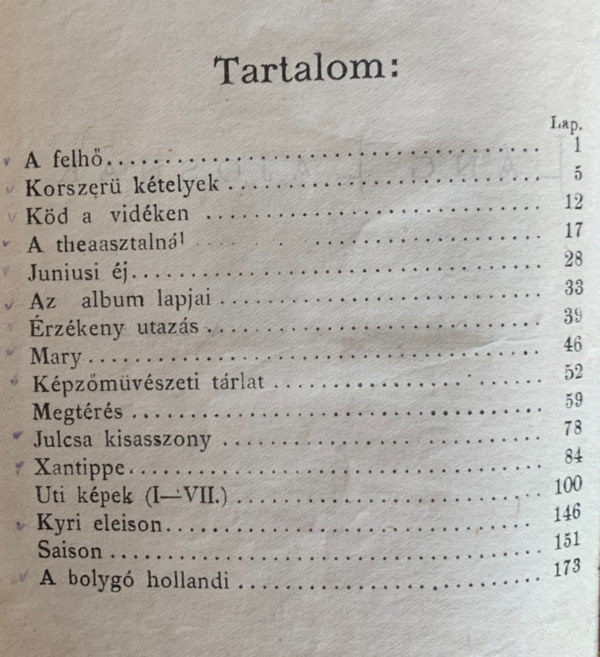 Tartalom:
Lap.
A felhő 1
Korszerü kételyek 5
Köd a vidéken 12
A theaasztalnál 17
Juniusi éj 28
Az album lapjai 33
Érzékeny utazás 39
Mary 46
Képzőmüvészeti tárlat 52
Megtérés 59
Julcsa kisasszony 78
Xantippe 84
Uti képek (I—VII.) 100
Kyri eleison 146
Saison 151
A bolygó hollandi 173